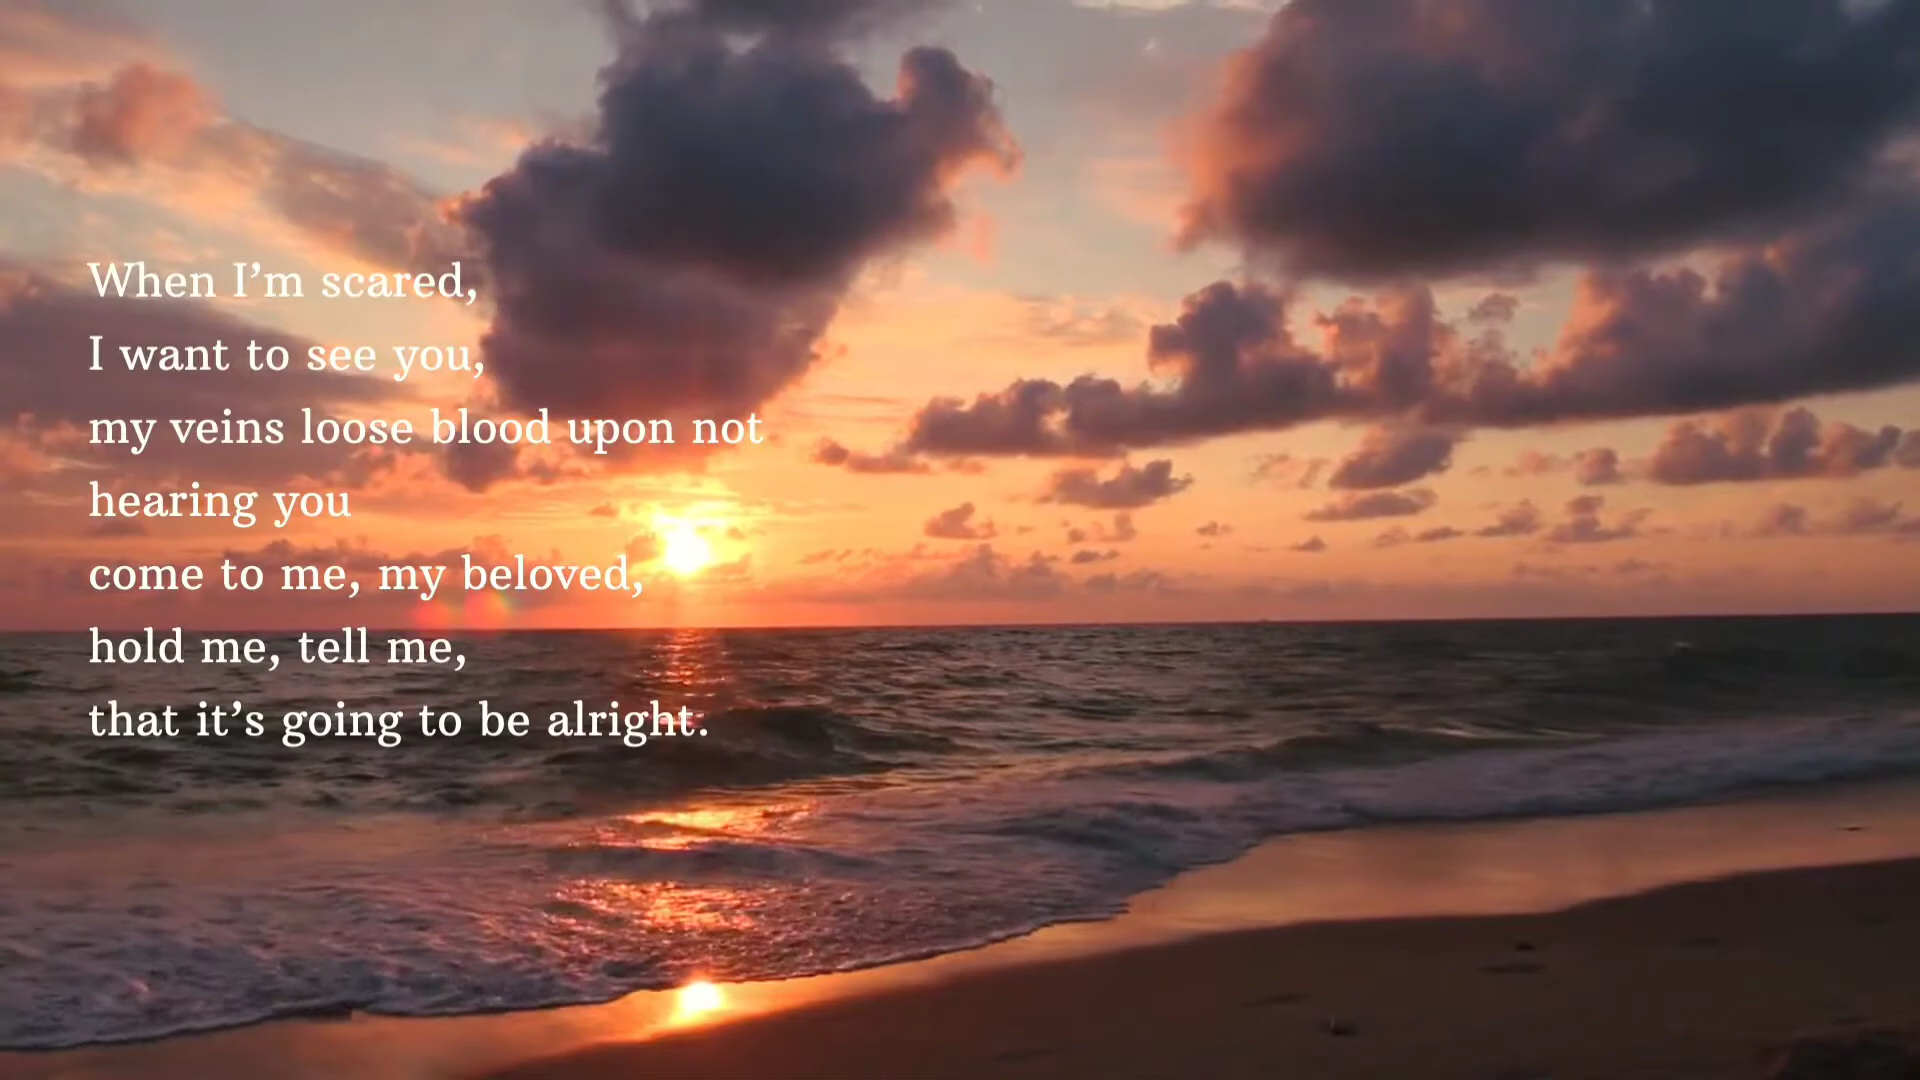 When I’m scared,
I want to see you,
my veins loose blood upon not
hearing you
come to me, my beloved,
hold me, tell me,
that it’s going to be alright.